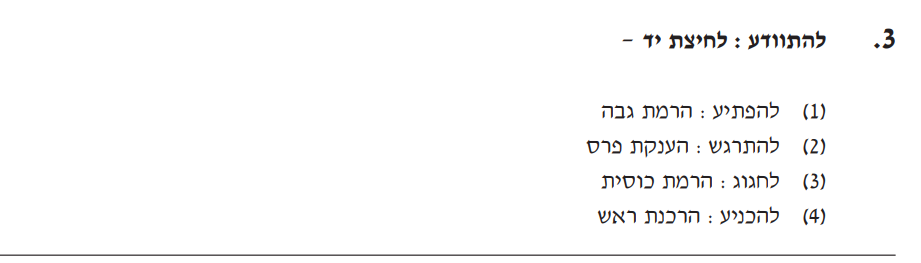 3. להתוודע : לחיצת יד –
(1) להפתיע : הרמת גבה
(2) להתרגש : הענקת פרס
(3) לחגוג : הרמת כוסית
(4) להכניע : הרכנת ראש